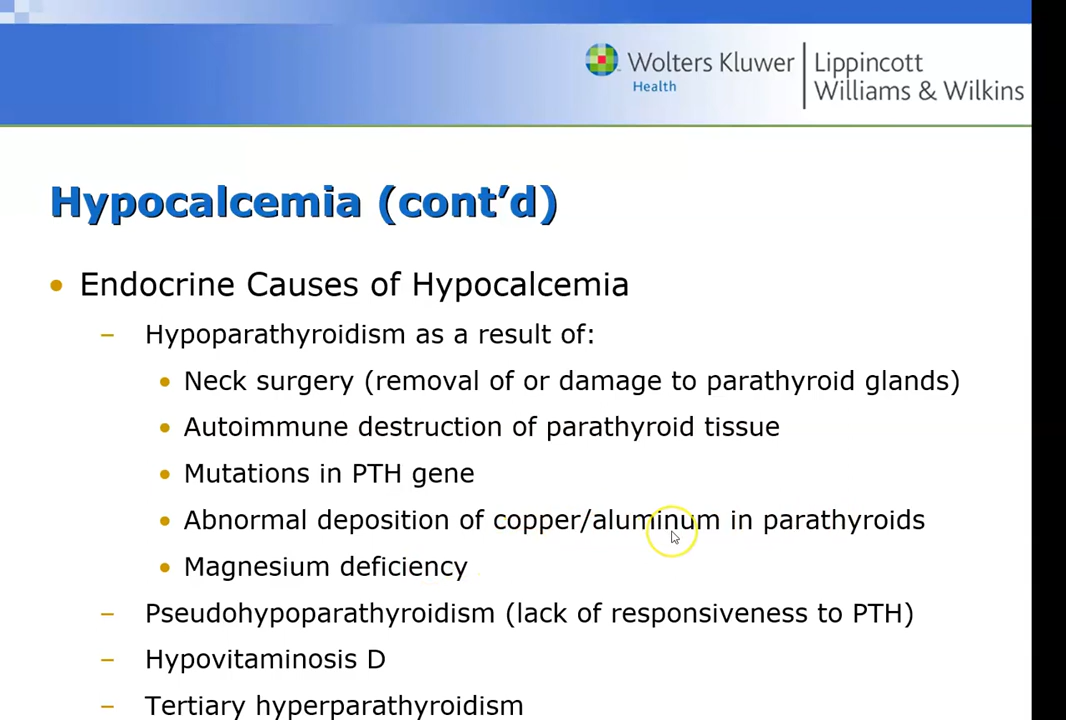 Wolters Kluwer
Health
Lippincott
Williams & Wilkins
Hypocalcemia (cont’d)
• Endocrine Causes of Hypocalcemia
– Hypoparathyroidism as a result of:
• Neck surgery (removal of or damage to parathyroid glands)
• Autoimmune destruction of parathyroid tissue
• Mutations in PTH gene
• Abnormal deposition of copper/aluminum in parathyroids
• Magnesium deficiency
– Pseudohypoparathyroidism (lack of responsiveness to PTH)
– Hypovitaminosis D
– Tertiary hyperparathyroidism